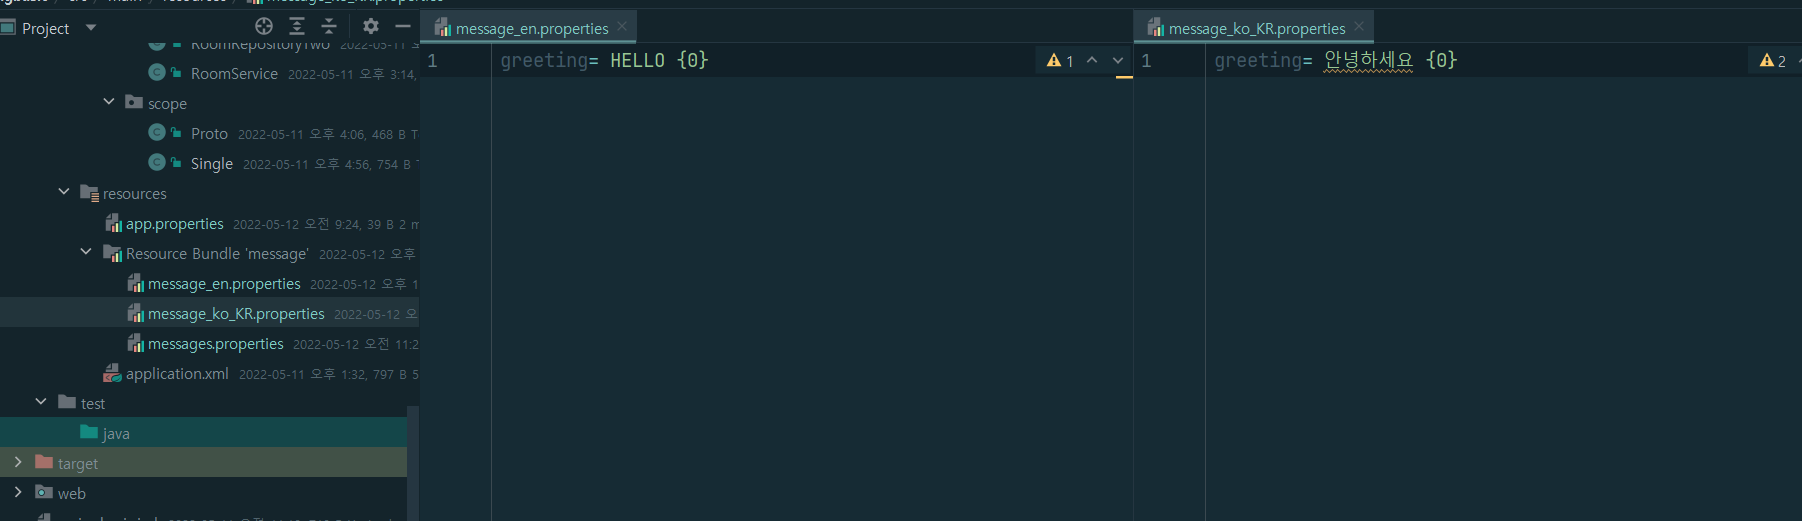 Project
message_en.properties
message_ko_KR.properties
RoomRepositoryTwo 2022-05-11 오후
RoomService 2022-05-11 오후 3:14,
scope
Proto 2022-05-11 오후 4:06, 468 B
Single 2022-05-11 오후 4:56, 754 B
resources
app.properties 2022-05-12 오전 9:24, 39 B 2 m
Resource Bundle 'message' 2022-05-12 오후
message_en.properties 2022-05-12 오후 1
message_ko_KR.properties 2022-05-12 오
messages.properties 2022-05-12 오전 11:2
application.xml 2022-05-11 오후 1:32, 797 B 5
test
java
target
web
1 greeting= HELLO {0} 1
1 greeting= 안녕하세요 {0} 2